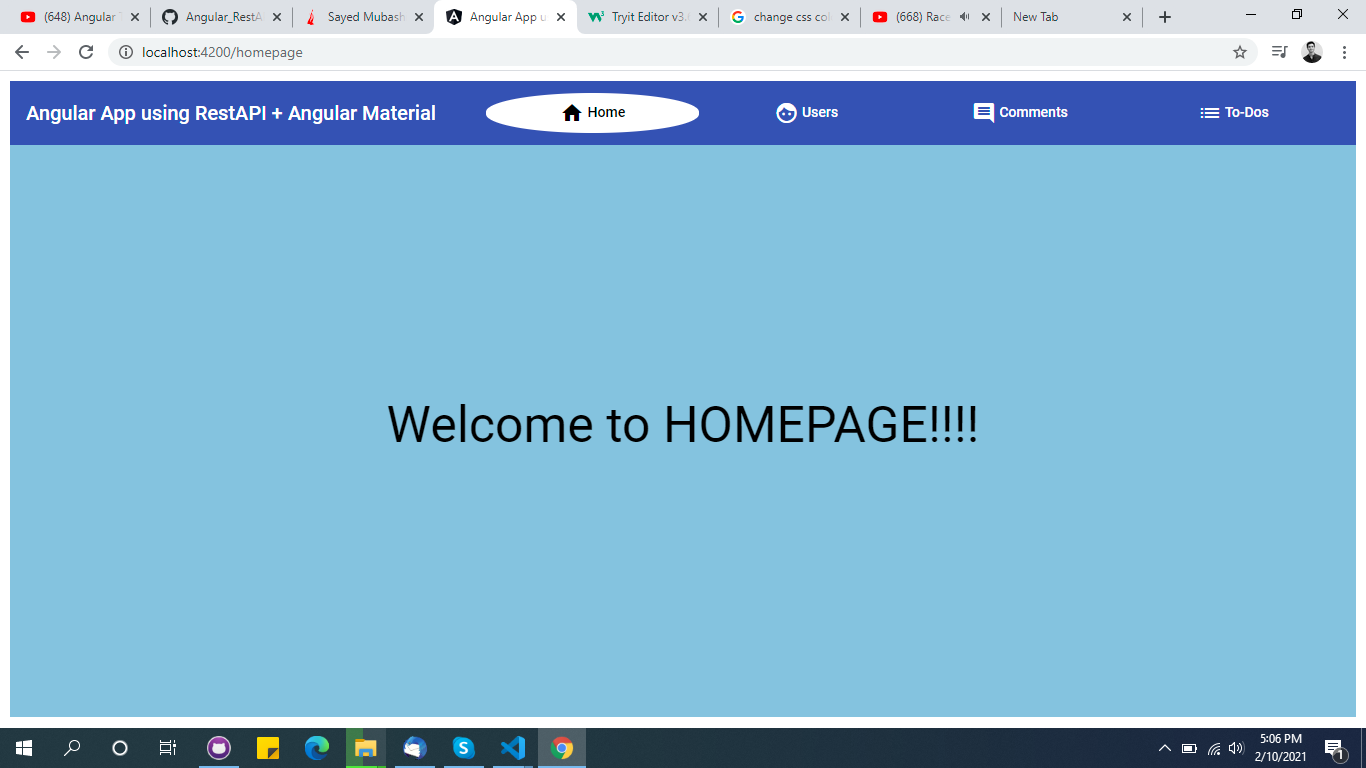 (648) Angular
Angular_RestA
Sayed Mubash
Angular App u
Tryit Editor v3.
change css col
(668) Race
New Tab
localhost:4200/homepage
Angular App using RestAPI + Angular Material
Home
Users
Comments
To-Dos
Welcome to HOMEPAGE!!!!
5:06 PM
2/10/2021
1